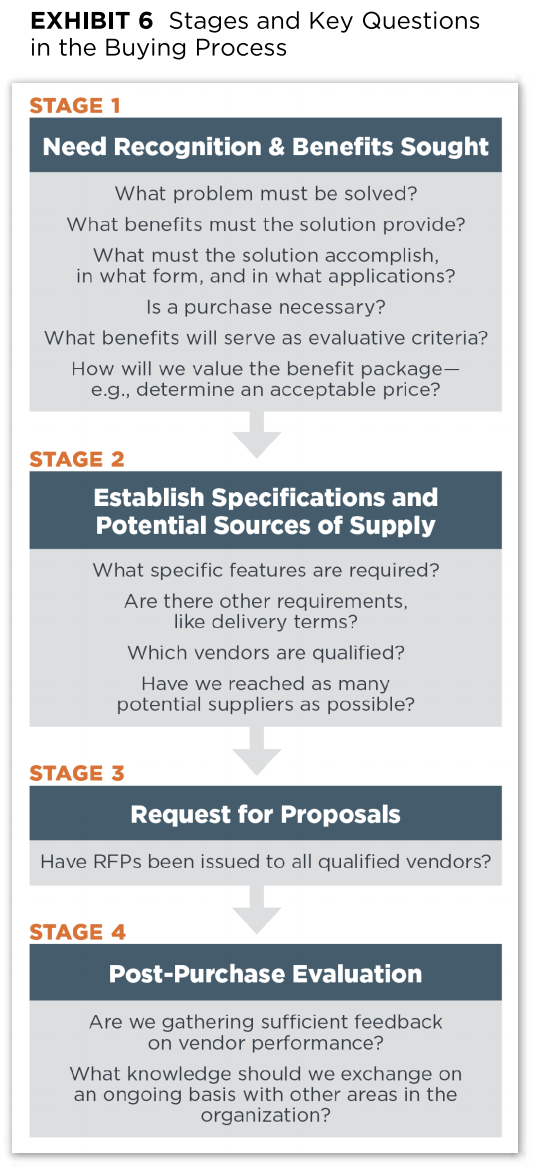 EXHIBIT 6 Stages and Key Questions
in the Buying Process
STAGE 1
Need Recognition & Benefits Sought
What problem must be solved?
What benefits must the solution provide?
What must the solution accomplish,
in what form, and in what applications?
Is a purchase necessary?
What benefits will serve as evaluative criteria?
How will we value the benefit package—
e.g., determine an acceptable price?
STAGE 2
Establish Specifications and
Potential Sources of Supply
What specific features are required?
Are there other requirements,
like delivery terms?
Which vendors are qualified?
Have we reached as many
potential suppliers as possible?
STAGE 3
Request for Proposals
Have RFPs been issued to all qualified vendors?
STAGE 4
Post-Purchase Evaluation
Are we gathering sufficient feedback
on vendor performance?
What knowledge should we exchange on
an ongoing basis with other areas in the
organization?